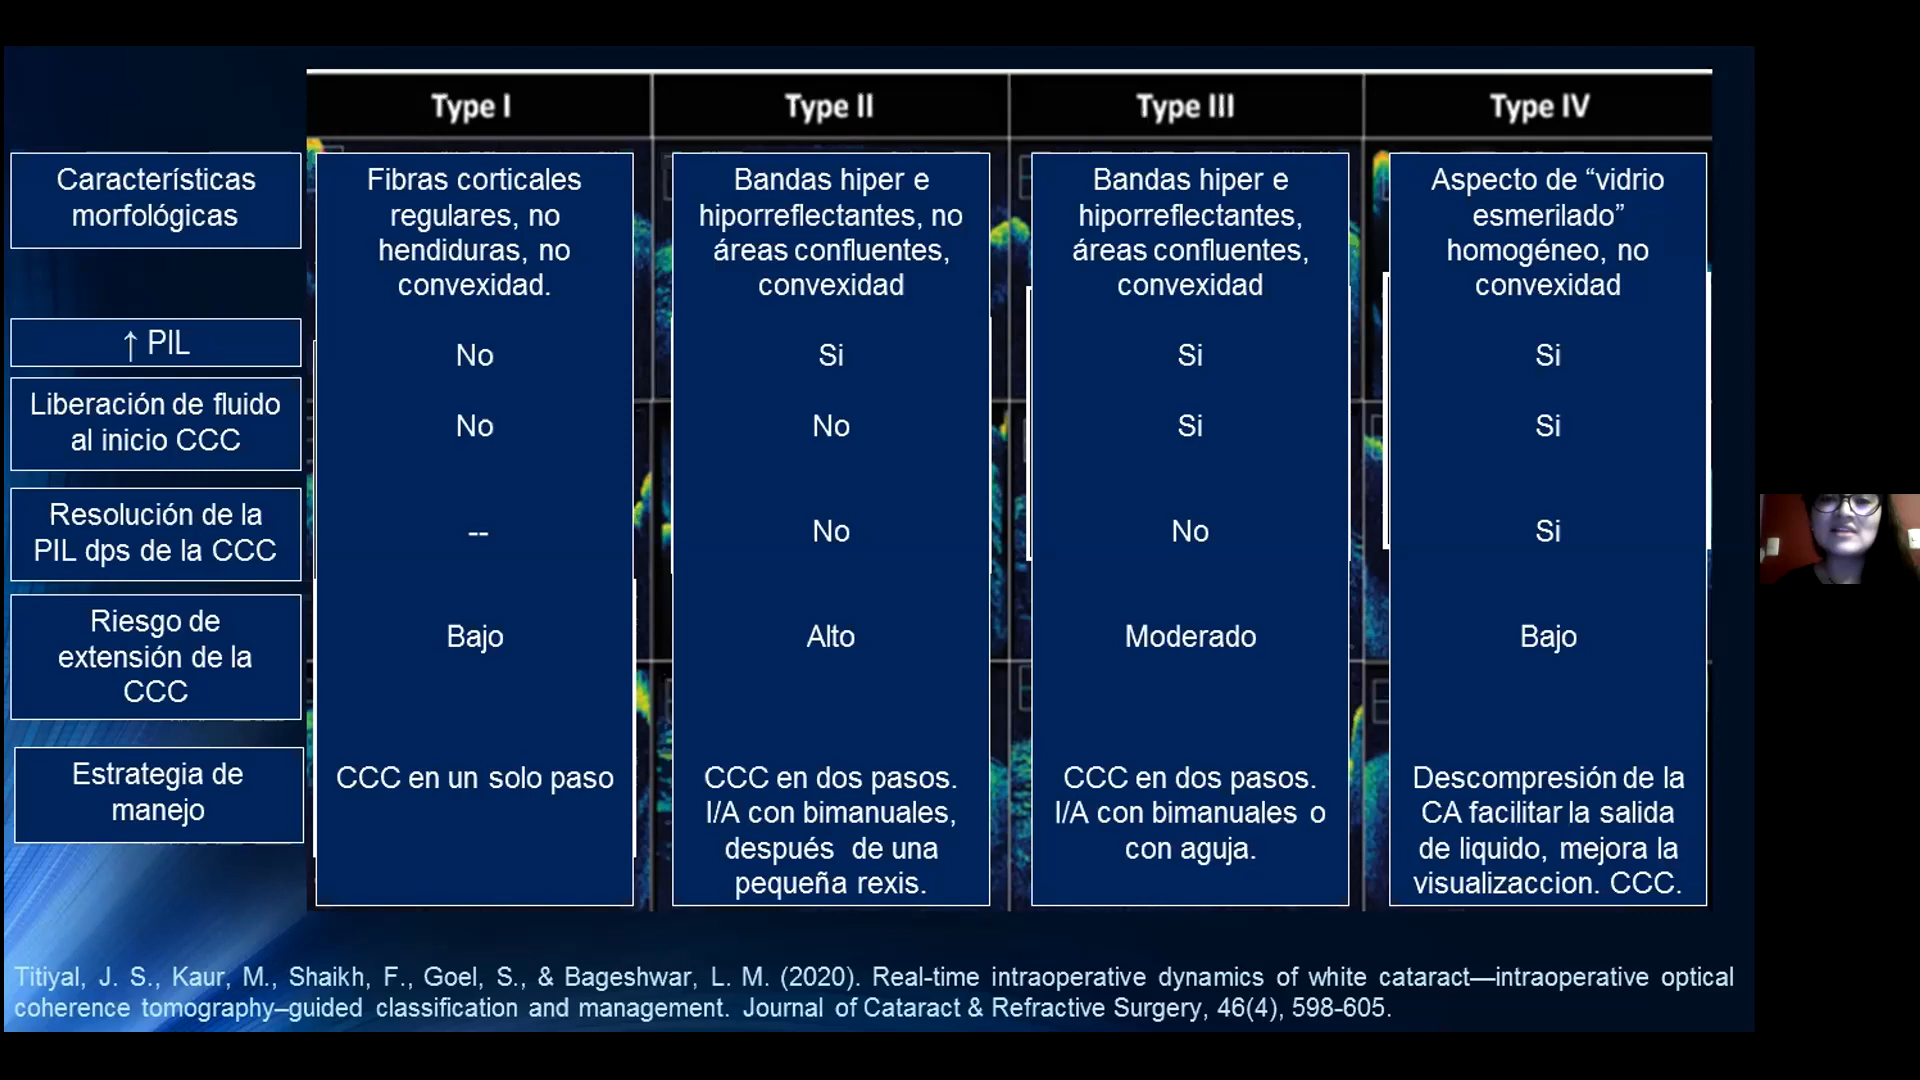 Type I
Type II
Type III
Type IV
Características
morfológicas
Fibras corticales
regulares, no
hendiduras, no
convexidad.
Bandas hiper e
hiporreflectantes, no
áreas confluentes,
convexidad
Bandas hiper e
hiporreflectantes,
áreas confluentes,
convexidad
Aspecto de “vidrio
esmerilado”
homogéneo, no
convexidad
↑ PIL
No
Si
Si
Si
Liberación de fluido
al inicio CCC
No
No
Si
Si
Resolución de la
PIL dps de la CCC
--
No
No
Si
Riesgo de
extensión de la
CCC
Bajo
Alto
Moderado
Bajo
Estrategia de
manejo
CCC en un solo paso
CCC en dos pasos.
I/A con bimanuales,
después de una
pequeña rexis.
CCC en dos pasos.
I/A con bimanuales o
con aguja.
Descompresión de la
CA facilitar la salida
de liquido, mejora la
visualizaccion. CCC.
Titiyal, J. S., Kaur, M., Shaikh, F., Goel, S., & Bageshwar, L. M. (2020). Real-time intraoperative dynamics of white cataract—intraoperative optical
coherence tomography–guided classification and management. Journal of Cataract & Refractive Surgery, 46(4), 598-605.